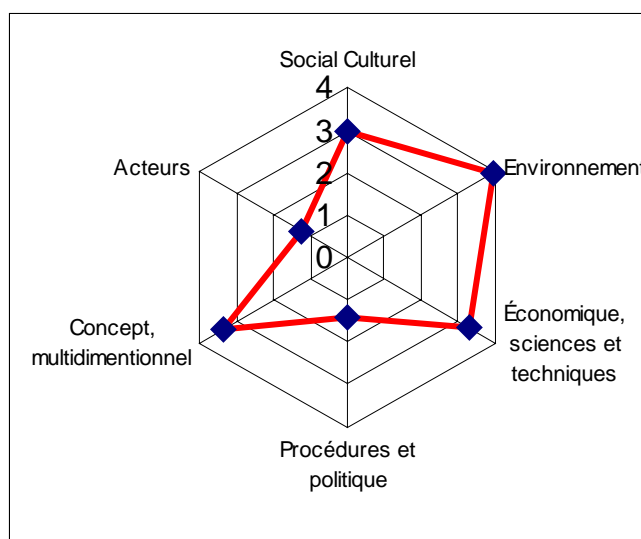 Social Culturel
4
3
2
1
0
Acteurs
Environnement
Concept,
multidimentionnel
Économique,
sciences et
techniques
Procédures et
politique